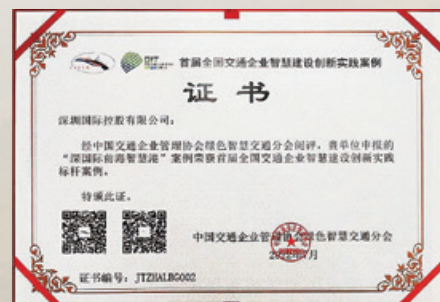 首届全国交通企业智慧建设创新实践案例
证书
深圳国际控股有限公司:
经中国交通企业管理协会绿色智慧交通分会阅评,贵单位申报的
“深国际前海智慧港”案例荣获首届全国交通企业智慧建设创新实践
标杆案例。
特颁此证。
中国交通企业管理协会绿色智慧交通分会
证书编号: JTZHALBG002